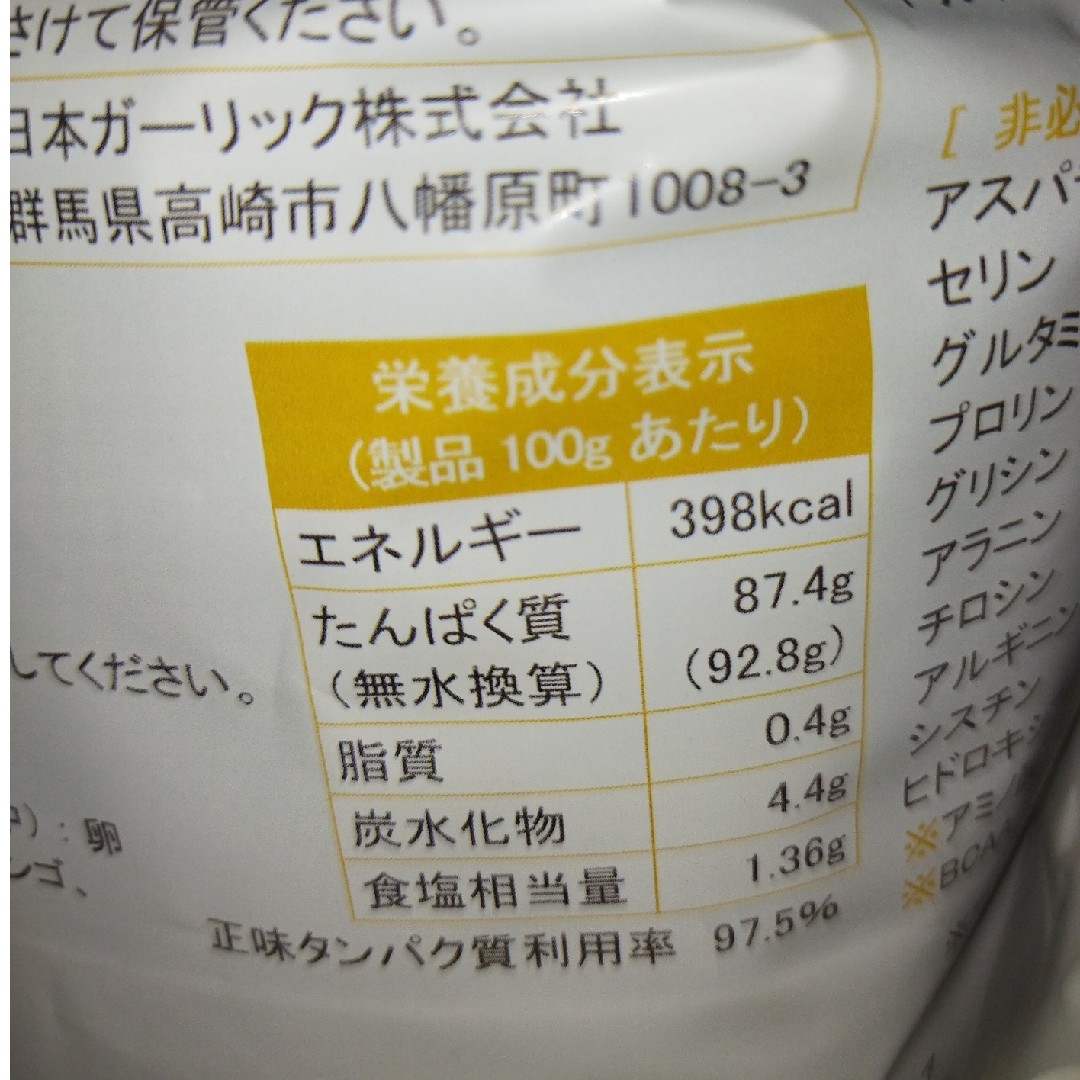 さけて保管ください。
日本ガーリック株式会社
群馬県高崎市八幡原町1008-3
栄養成分表示
(製品 100g あたり)
エネルギー 398kcal
たんぱく質 87.4g
(無水換算) (92.8g)
脂質 0.4g
炭水化物 4.4g
食塩相当量 1.36g
正味タンパク質利用率 97.5%
してください。
:卵
ンゴ、
[ 非必
アスパ
セリン
グルタミ
プロリン
グリシン
アラニン
チロシン
アルギニン
シスチン
ヒドロキシ
※アミノ
※BCA